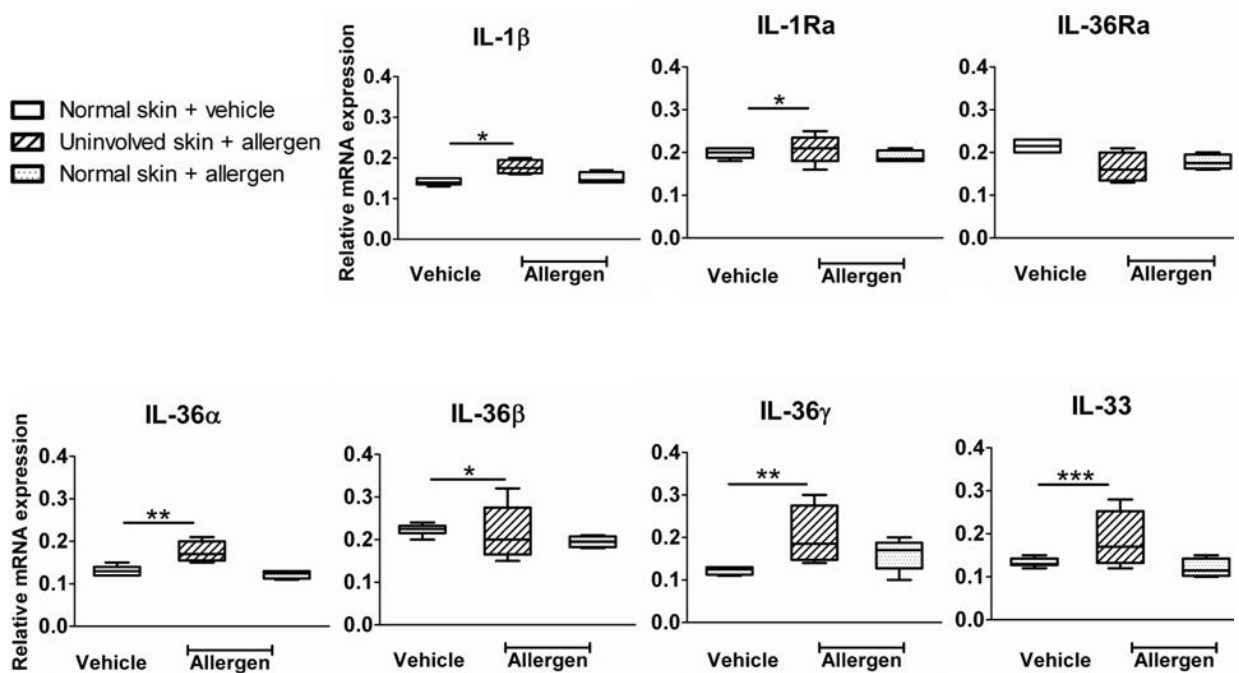 IL-1β
IL-1Ra
IL-36Ra
Normal skin + vehicle
Uninvolved skin + allergen
Normal skin + allergen
Relative mRNA expression
0.4
0.3
0.2
0.1
0.0
*
Vehicle
Allergen
0.4
0.3
0.2
0.1
0.0
*
Vehicle
Allergen
0.4
0.3
0.2
0.1
0.0
Vehicle
Allergen
IL-36α
IL-36β
IL-36γ
IL-33
Relative mRNA expression
0.4
0.3
0.2
0.1
0.0
**
Vehicle
Allergen
0.4
0.3
0.2
0.1
0.0
*
Vehicle
Allergen
0.4
0.3
0.2
0.1
0.0
**
Vehicle
Allergen
0.4
0.3
0.2
0.1
0.0
***
Vehicle
Allergen